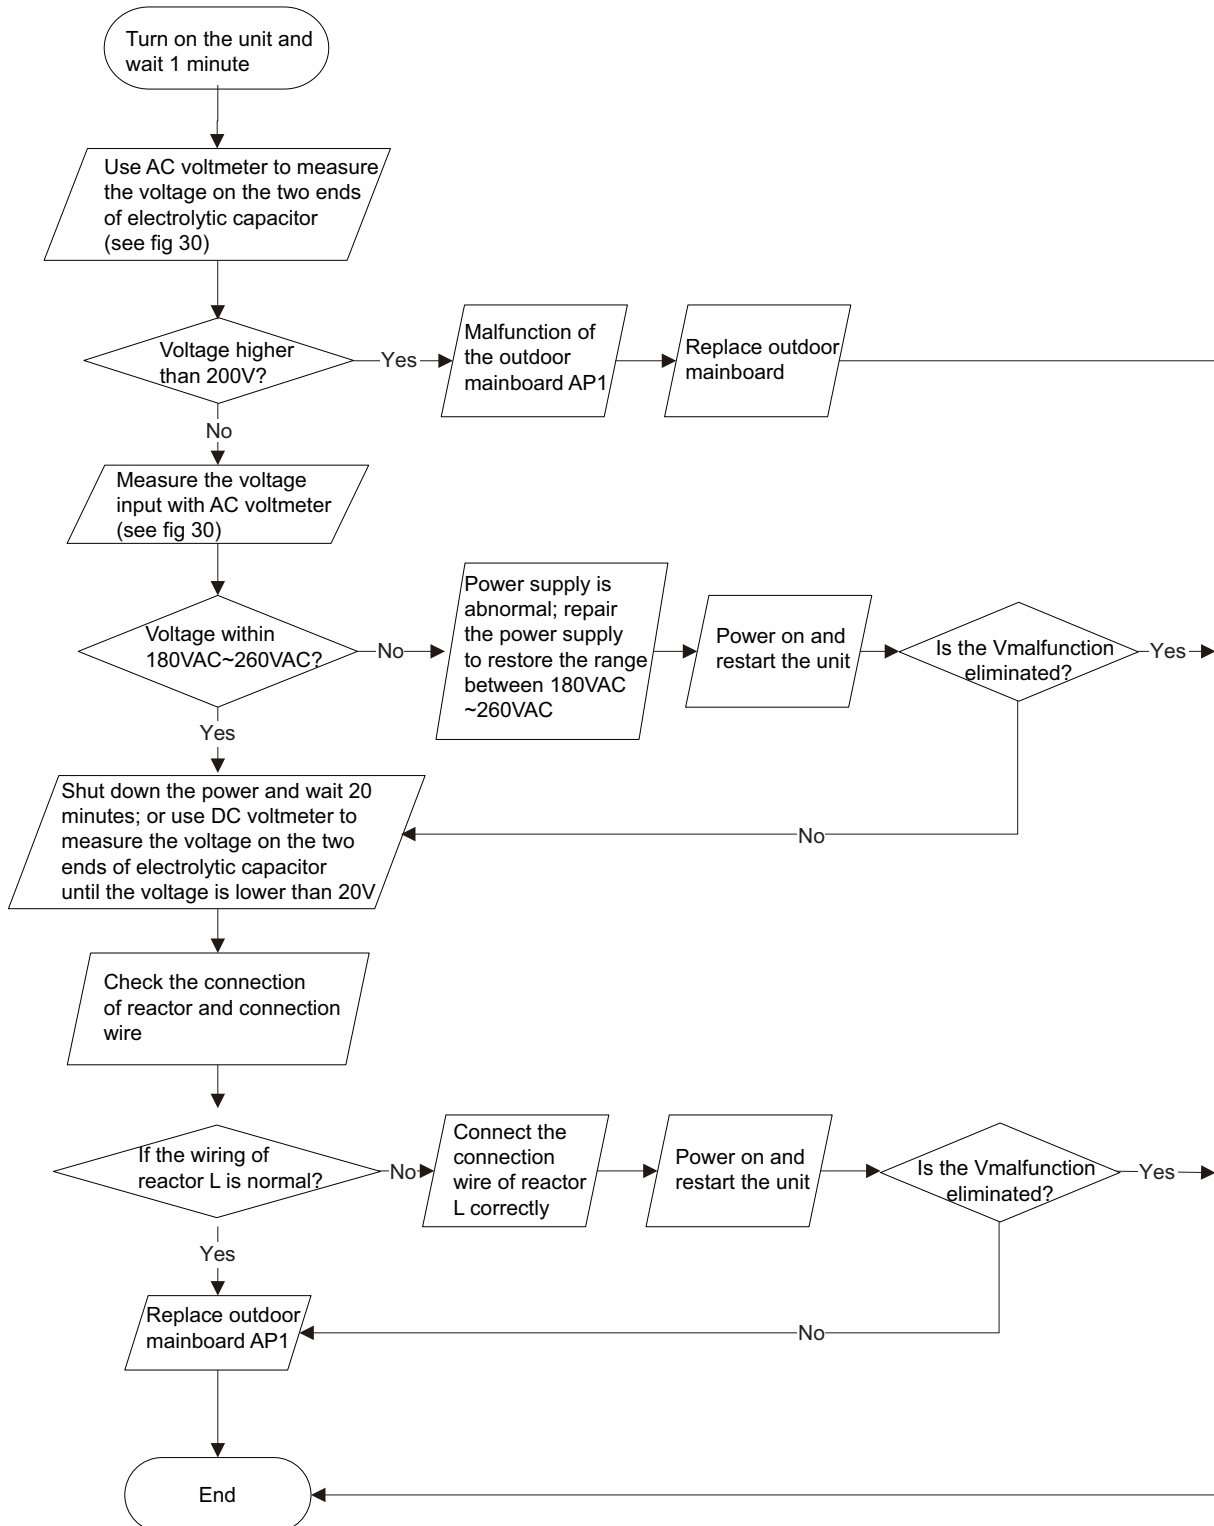 Turn on the unit and
wait 1 minute
Use AC voltmeter to measure
the voltage on the two ends
of electrolytic capacitor
(see fig 30)
Voltage higher
than 200V?
Yes
Malfunction of
the outdoor
mainboard AP1
Replace outdoor
mainboard
No
Measure the voltage
input with AC voltmeter
(see fig 30)
Voltage within
180VAC~260VAC?
No
Power supply is
abnormal; repair
the power supply
to restore the range
between 180VAC
~260VAC
Power on and
restart the unit
Is the Vmalfunction
eliminated?
Yes
Yes
No
Shut down the power and wait 20
minutes; or use DC voltmeter to
measure the voltage on the two
ends of electrolytic capacitor
until the voltage is lower than 20V
Check the connection
of reactor and connection
wire
If the wiring of
reactor L is normal?
No
Connect the
connection
wire of reactor
L correctly
Power on and
restart the unit
Is the Vmalfunction
eliminated?
Yes
Yes
No
Replace outdoor
mainboard AP1
End